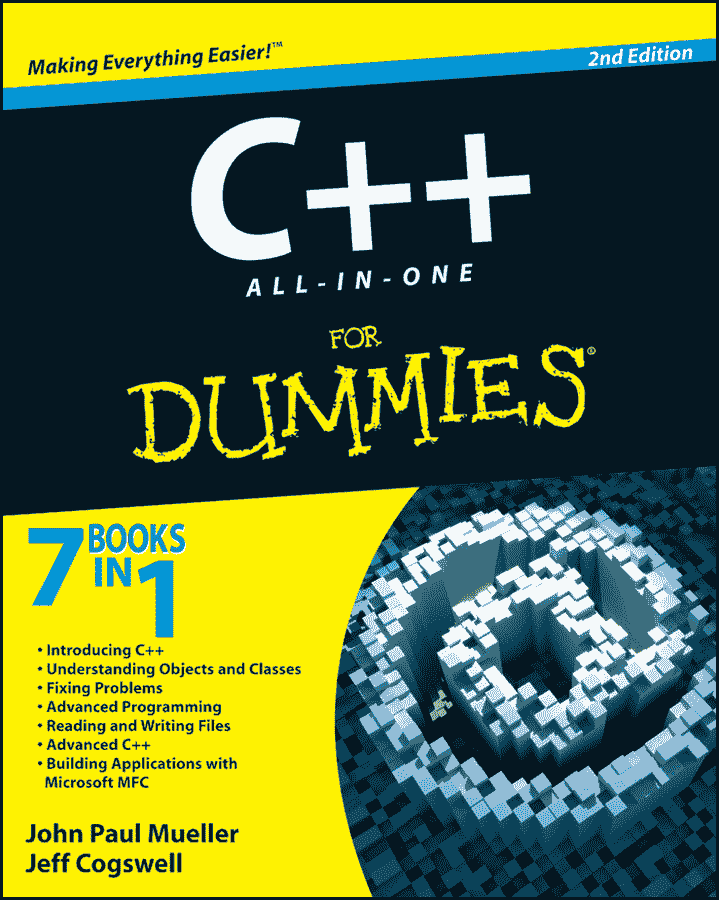 Making Everything Easier!™
2nd Edition
C++
ALL-IN-ONE
FOR
DUMMIES®
7 BOOKS
IN 1
• Introducing C++
• Understanding Objects and Classes
• Fixing Problems
• Advanced Programming
• Reading and Writing Files
• Advanced C++
• Building Applications with
Microsoft MFC
John Paul Mueller
Jeff Cogswell